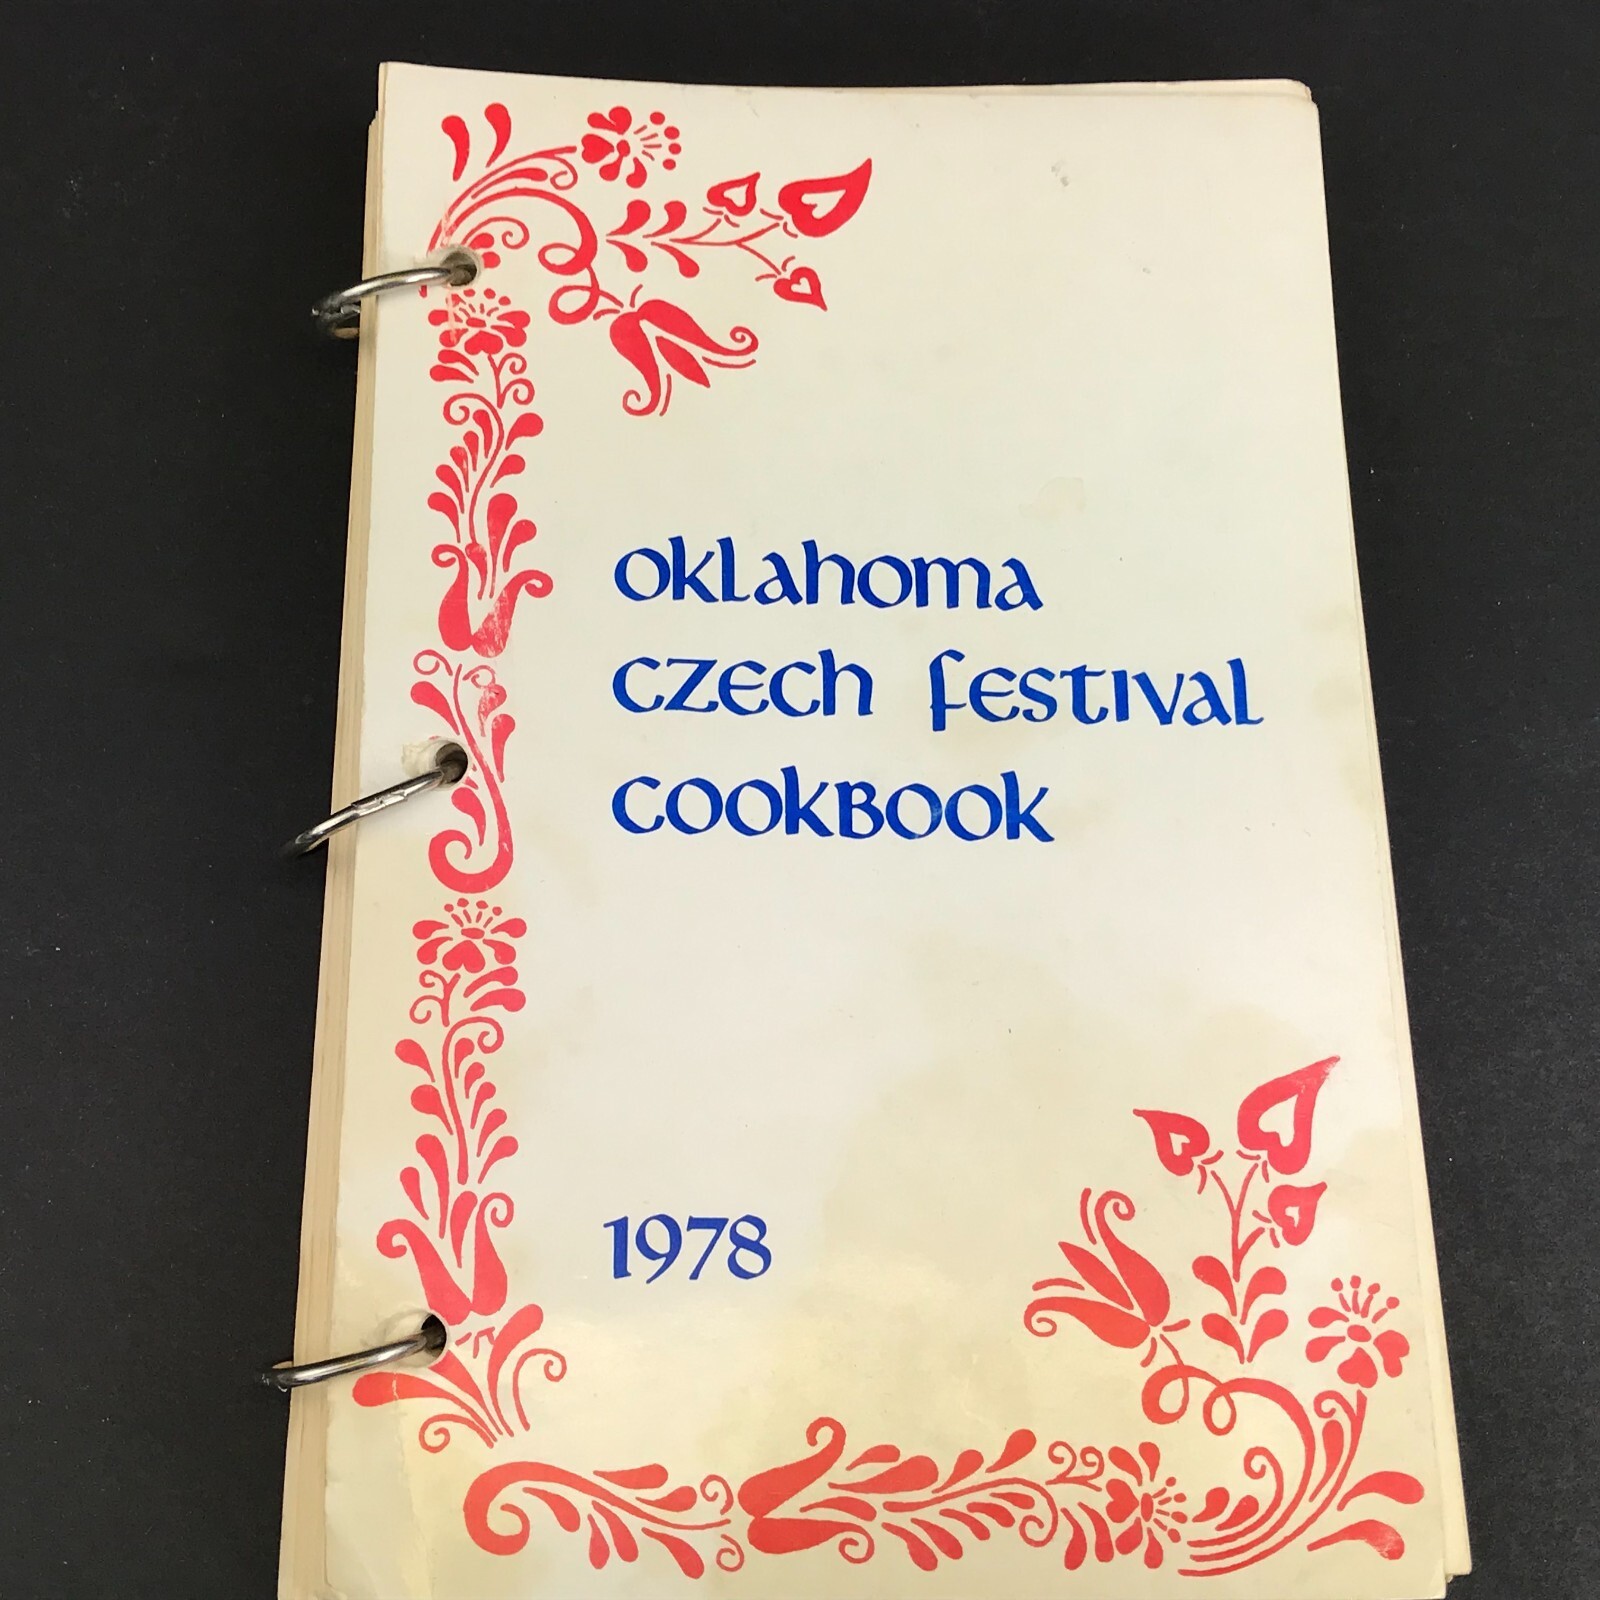 Oklahoma
Czech Festival
Cookbook
1978